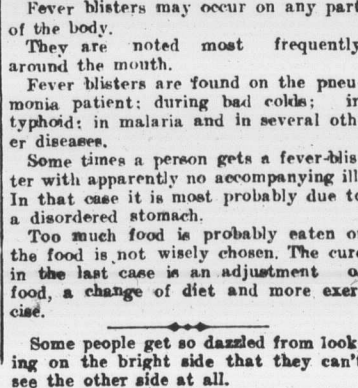 Fever blisters may occur on any part
of the body.
They are noted most frequently
around the mouth.
Fever blisters are found on the pneu
monia patient; during bad colds; in
typhoid; in malaria and in several oth
er diseases.
Some times a person gets a fever-blis
ter with apparently no accompanying ill
In that case it is most probably due to
a disordered stomach.
Too much food is probably eaten or
the food is not wisely chosen. The cure
in the last case is an adjustment of
food, a change of diet and more exer
cise.
Some people get so dazzled from look
ing on the bright side that they can't
see the other side at all.